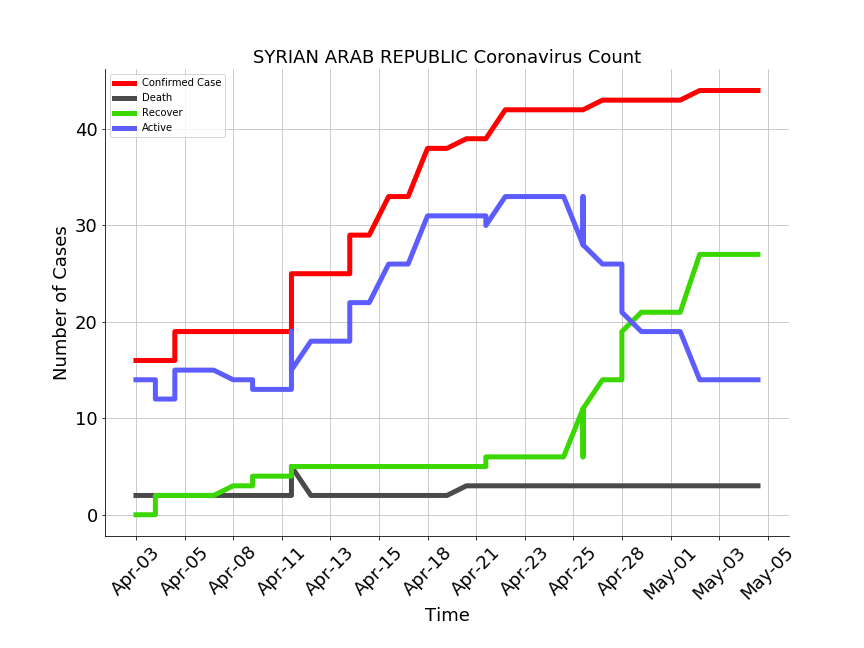 SYRIAN ARAB REPUBLIC Coronavirus Count
Confirmed Case
Death
Recover
Active
Number of Cases
40
30
20
10
0
Apr-03
Apr-05
Apr-08
Apr-11
Apr-13
Apr-15
Apr-18
Apr-21
Apr-23
Apr-25
Apr-28
May-01
May-03
May-05
Time